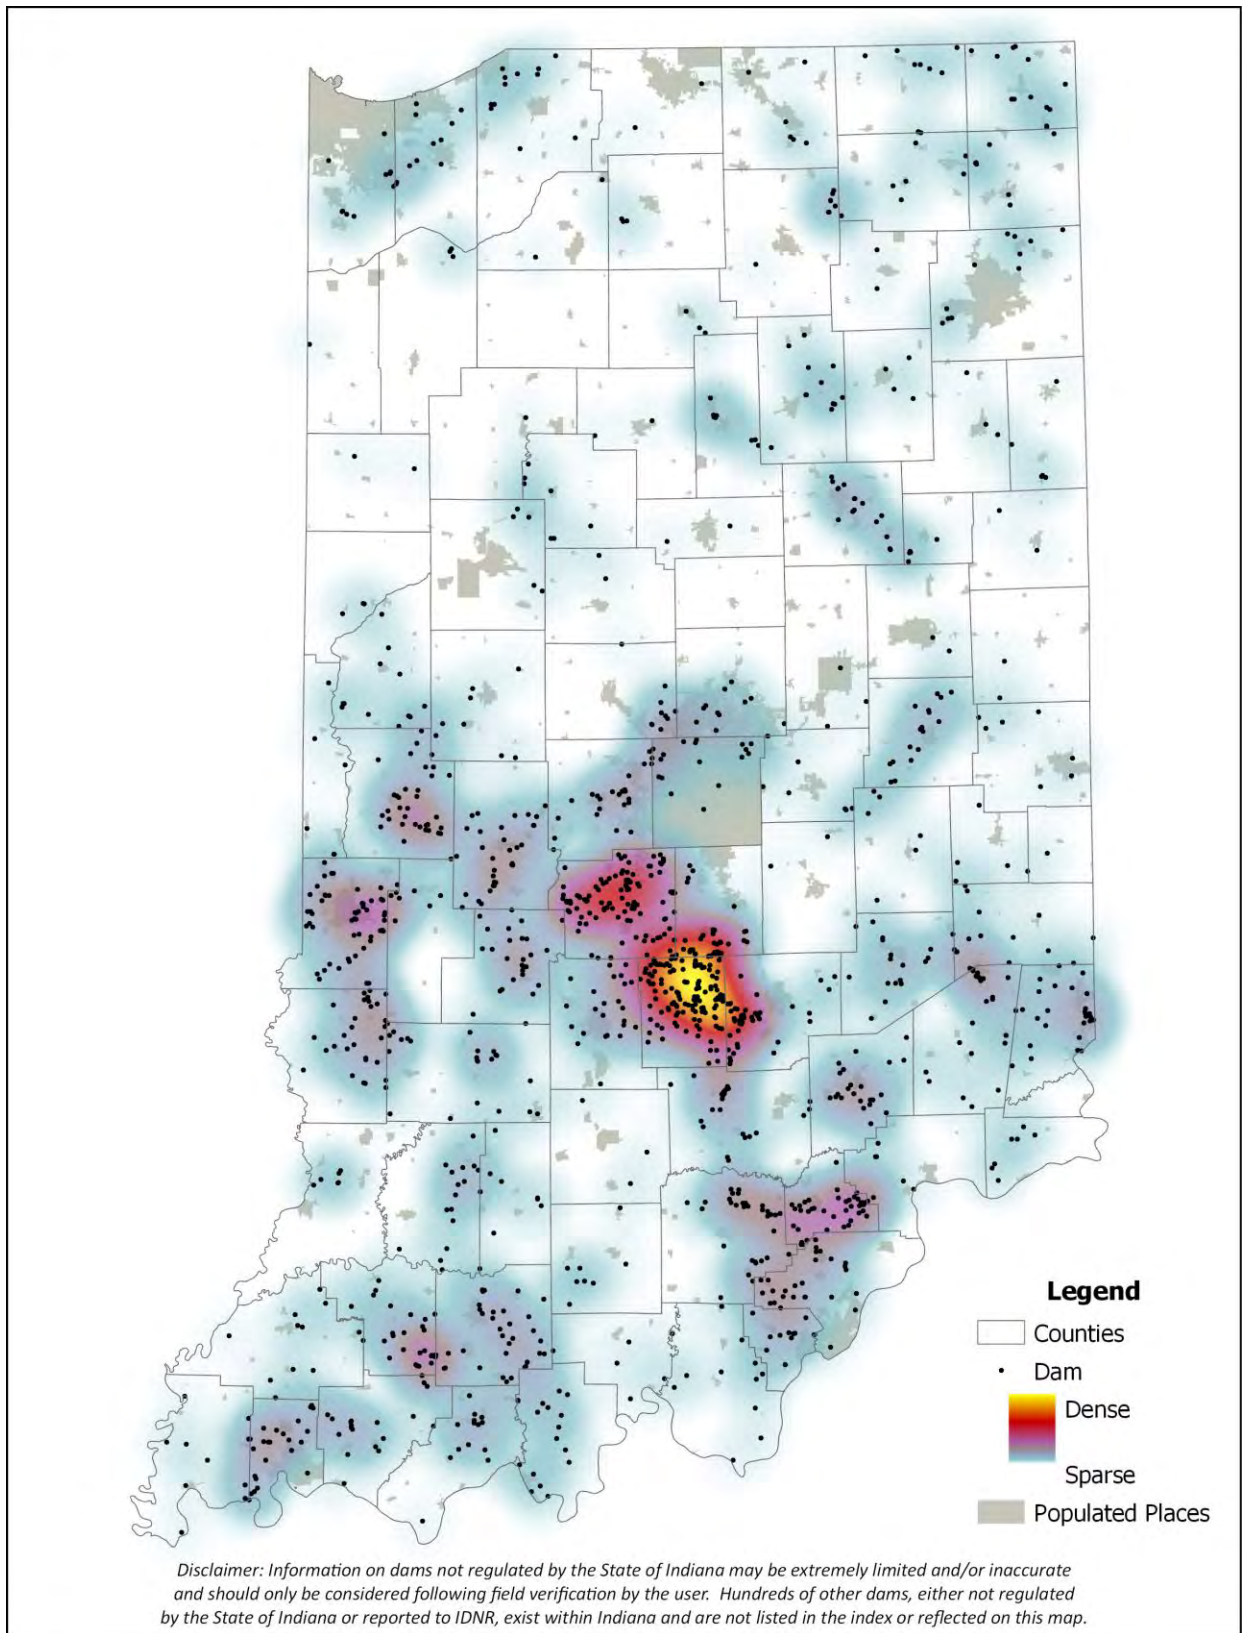 Legend
Counties
Dam
Dense
Sparse
Populated Places
Disclaimer: Information on dams not regulated by the State of Indiana may be extremely limited and/or inaccurate
and should only be considered following field verification by the user.  Hundreds of other dams, either not regulated
by the State of Indiana or reported to IDNR, exist within Indiana and are not listed in the index or reflected on this map.